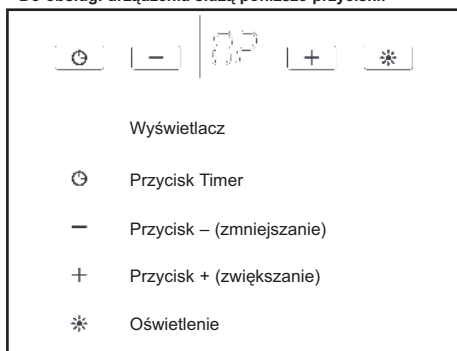 Wyświetlacz
Przycisk Timer
– Przycisk – (zmniejszanie)
+ Przycisk + (zwiększanie)
Oświetlenie